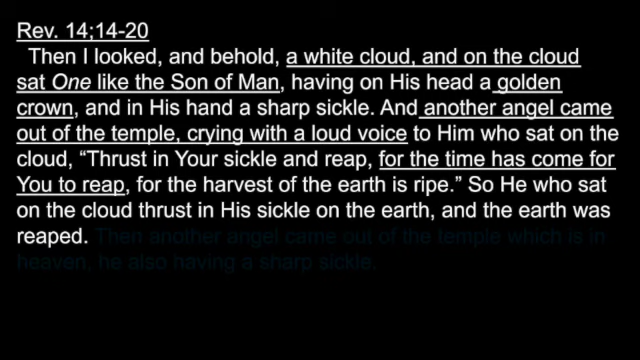 Rev. 14;14-20
Then I looked, and behold, a white cloud, and on the cloud
sat One like the Son of Man, having on His head a golden
crown, and in His hand a sharp sickle. And another angel came
out of the temple, crying with a loud voice to Him who sat on the
cloud, “Thrust in Your sickle and reap, for the time has come for
You to reap, for the harvest of the earth is ripe.” So He who sat
on the cloud thrust in His sickle on the earth, and the earth was
reaped. Then another angel came out of the temple which is in
heaven, he also having a sharp sickle.